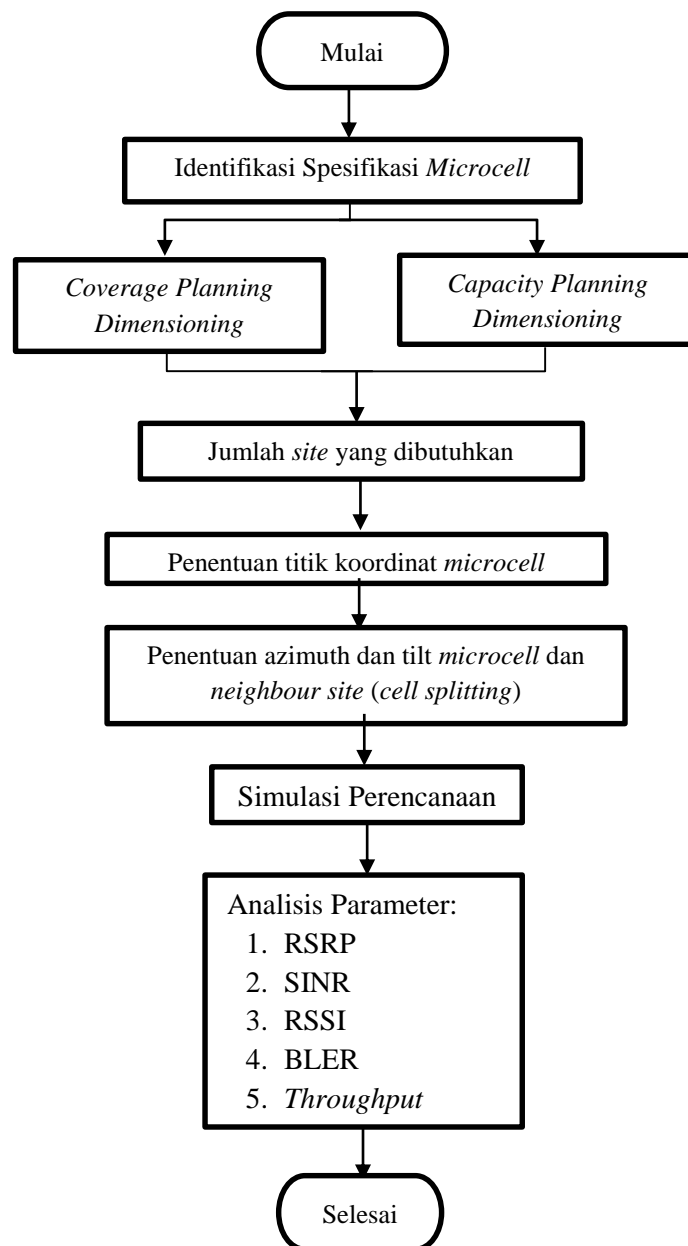 Mulai
Identifikasi Spesifikasi Microcell
Coverage Planning
Dimensioning
Capacity Planning
Dimensioning
Jumlah site yang dibutuhkan
Penentuan titik koordinat microcell
Penentuan azimuth dan tilt microcell dan
neighbour site (cell splitting)
Simulasi Perencanaan
Analisis Parameter:
1. RSRP
2. SINR
3. RSSI
4. BLER
5. Throughput
Selesai